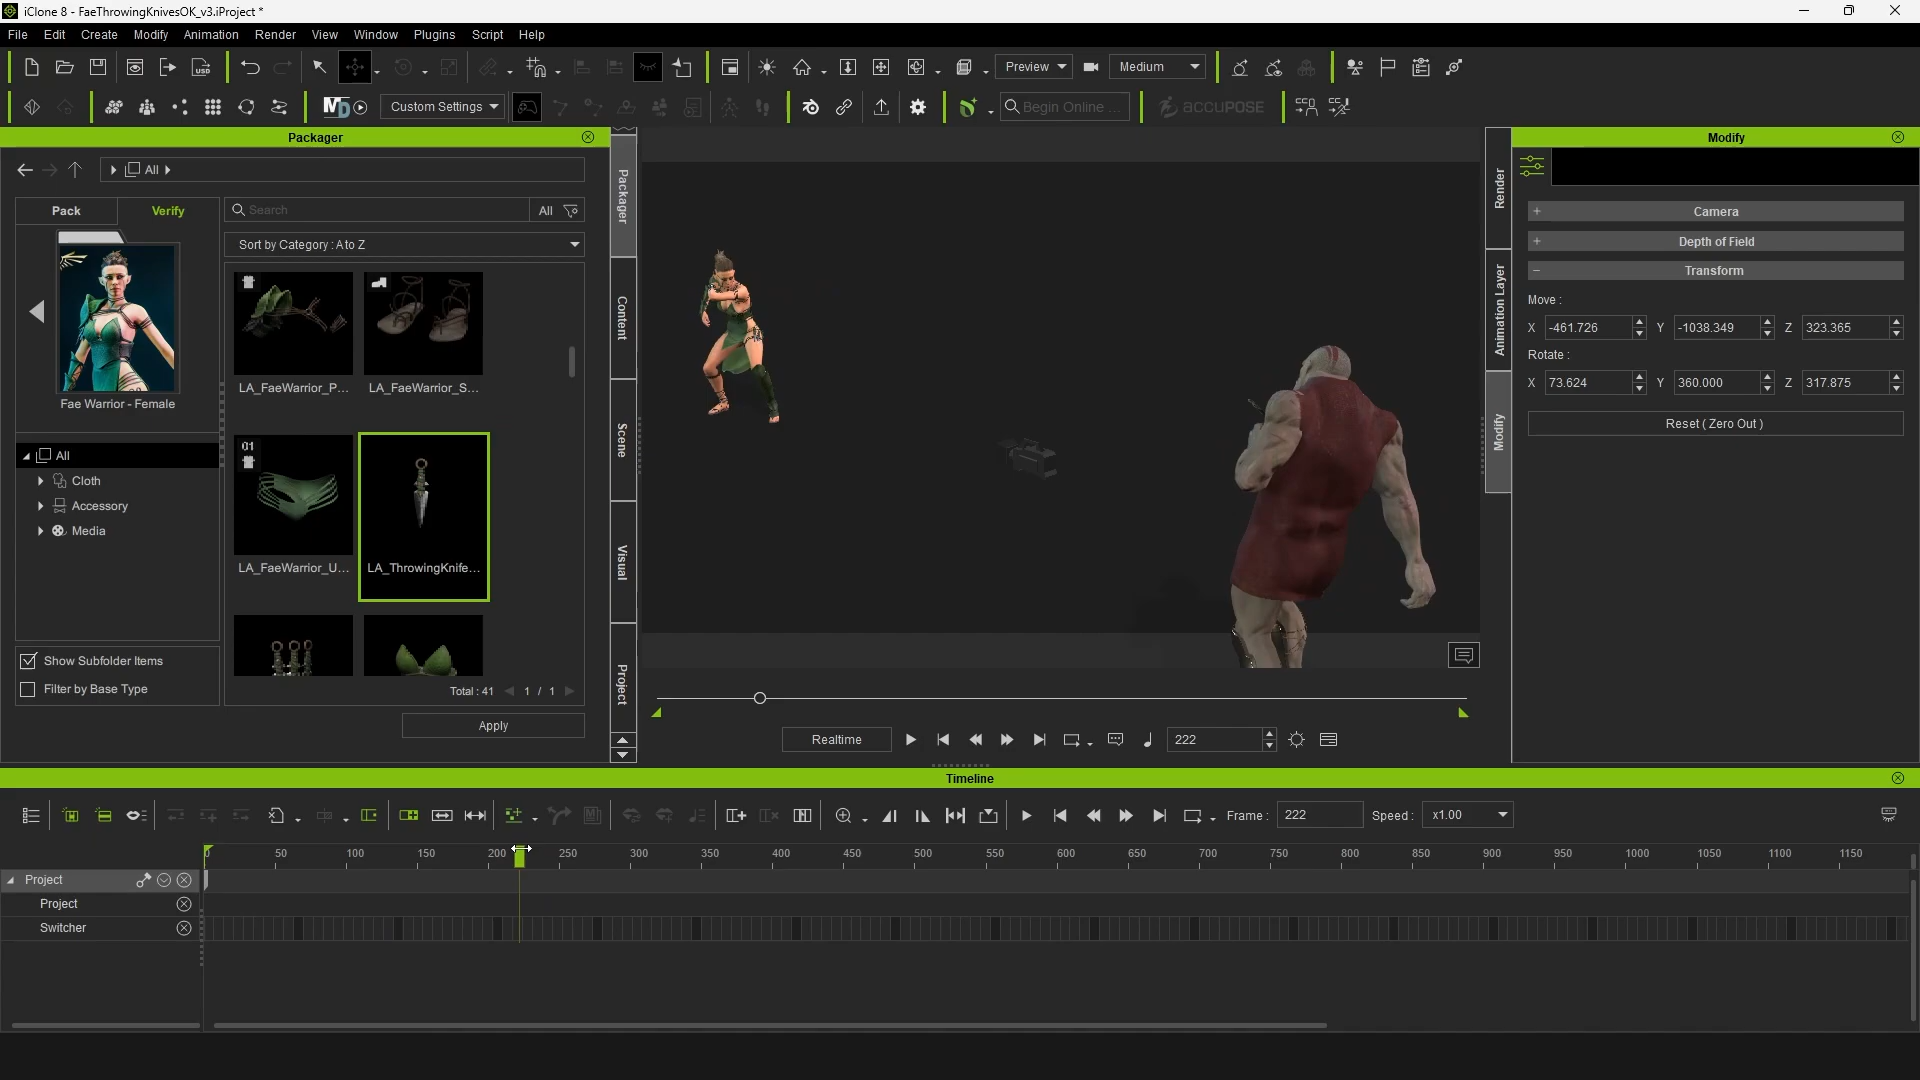 iClone 8 - FaeThrowingKnivesOK_v3.iProject *
File Edit Create Modify Animation Render View Window Plugins Script Help
Preview Medium
USD
MD Custom Settings Begin Online ... ACCUPOSE
Packager
All
Pack Verify Search All
Sort by Category : A to Z
Fae Warrior - Female
LA_FaeWarrior_P... LA_FaeWarrior_S...
01
LA_FaeWarrior_U... LA_ThrowingKnife...
All
Cloth
Accessory
Media
Show Subfolder Items
Filter by Base Type
Total : 41 1 / 1
Apply
Packager
Content
Scene
Visual
Project
Realtime 222
Render
Animation Layer
Modify
Modify
Camera
Depth of Field
Transform
Move :
X -461.726 Y -1038.349 Z 323.365
Rotate :
X 73.624 Y 360.000 Z 317.875
Reset ( Zero Out )
Timeline
Frame : 222 Speed : x1.00
0 50 100 150 200 250 300 350 400 450 500 550 600 650 700 750 800 850 900 950 1000 1050 1100 1150
Project
Project
Switcher